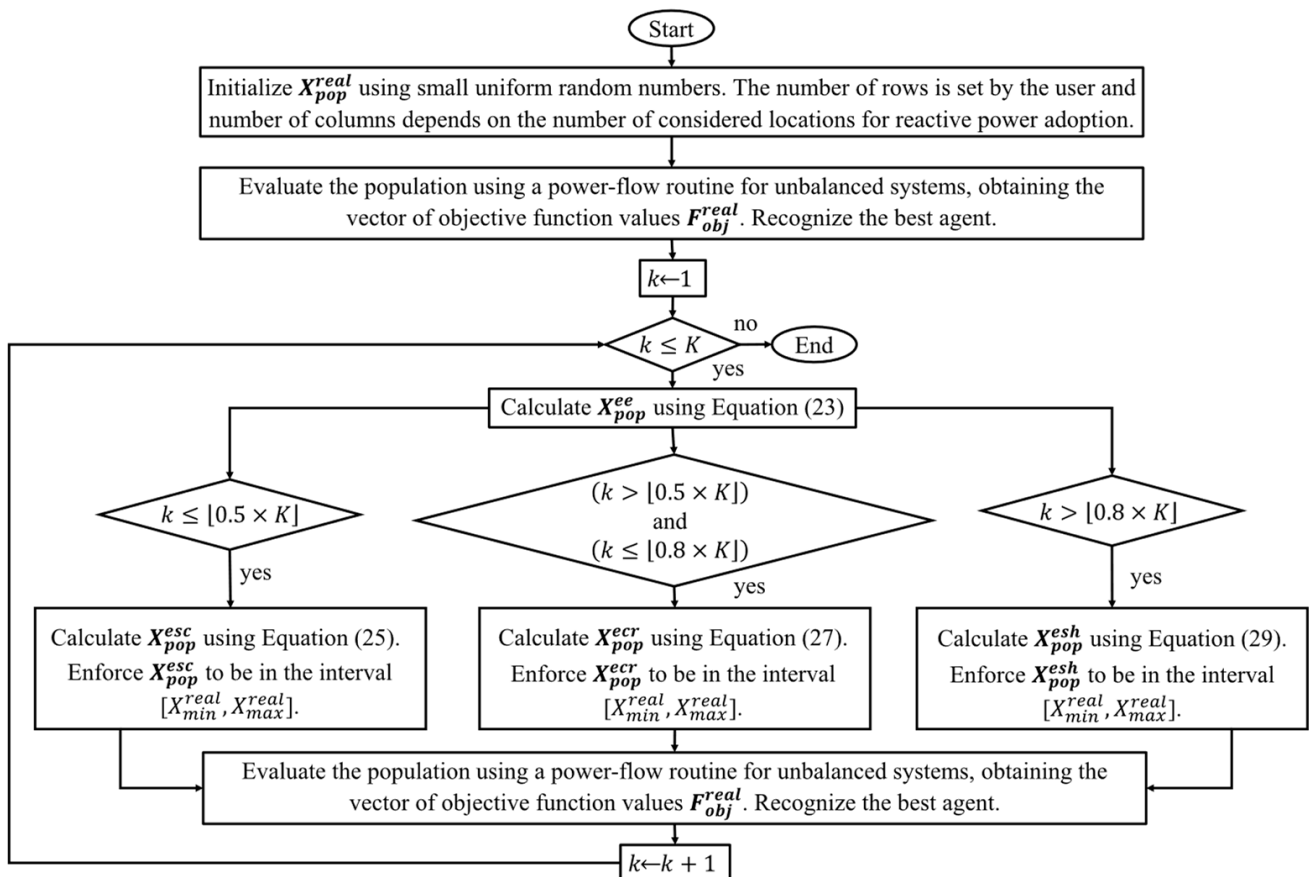 Start
Initialize X_pop^real using small uniform random numbers. The number of rows is set by the user and
number of columns depends on the number of considered locations for reactive power adoption.
Evaluate the population using a power-flow routine for unbalanced systems, obtaining the
vector of objective function values F_obj^real. Recognize the best agent.
k←1
no
k ≤ K
End
yes
Calculate X_pop^ee using Equation (23)
k ≤ ⌊0.5 × K⌋
(k > ⌊0.5 × K⌋)
and
(k ≤ ⌊0.8 × K⌋)
k > ⌊0.8 × K⌋
yes
yes
yes
Calculate X_pop^esc using Equation (25).
Enforce X_pop^esc to be in the interval
[X_min^real, X_max^real].
Calculate X_pop^ecr using Equation (27).
Enforce X_pop^ecr to be in the interval
[X_min^real, X_max^real].
Calculate X_pop^esh using Equation (29).
Enforce X_pop^esh to be in the interval
[X_min^real, X_max^real].
Evaluate the population using a power-flow routine for unbalanced systems, obtaining the
vector of objective function values F_obj^real. Recognize the best agent.
k←k + 1